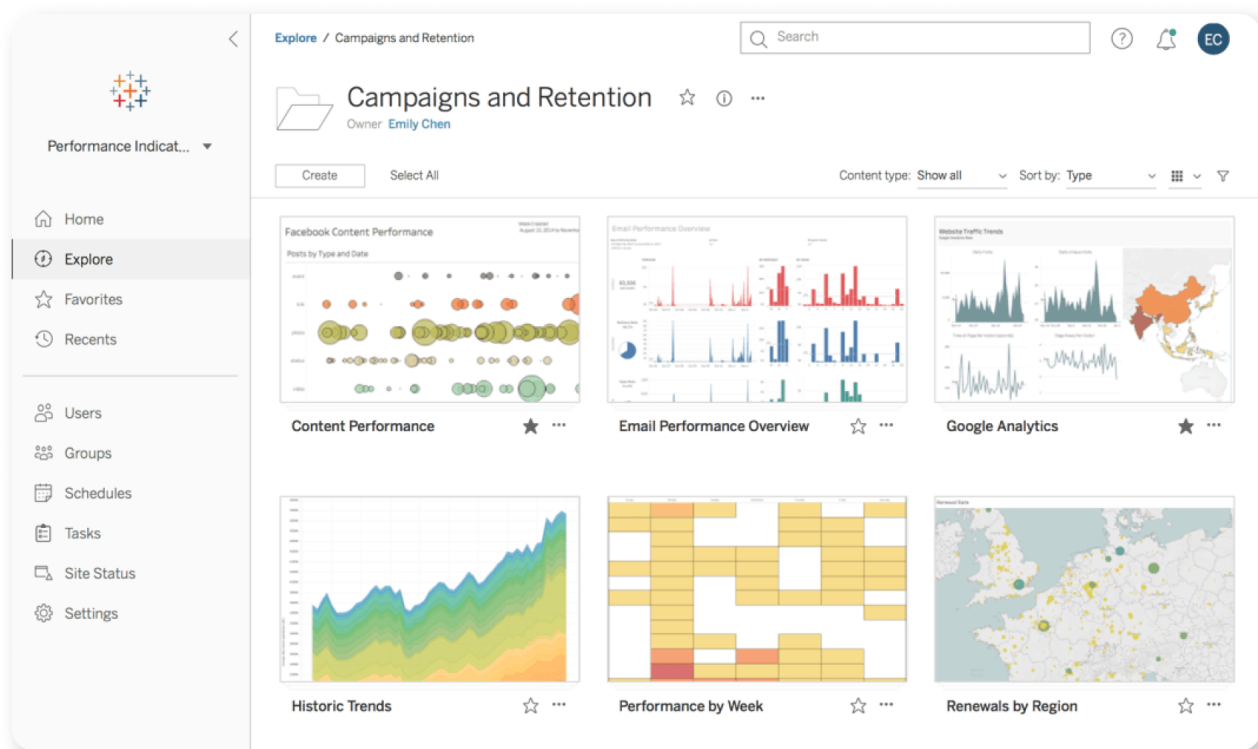 Explore / Campaigns and Retention
Search
EC
Campaigns and Retention
Owner Emily Chen
Performance Indicat...
Create
Select All
Content type: Show all
Sort by: Type
Home
Explore
Favorites
Recents
Users
Groups
Schedules
Tasks
Site Status
Settings
Facebook Content Performance
Posts by Type and Date
Content Performance
Email Performance Overview
Email Performance Overview
Website Traffic Trends
Google Analytics
Historic Trends
Performance by Week
Renewal Rate
Renewals by Region